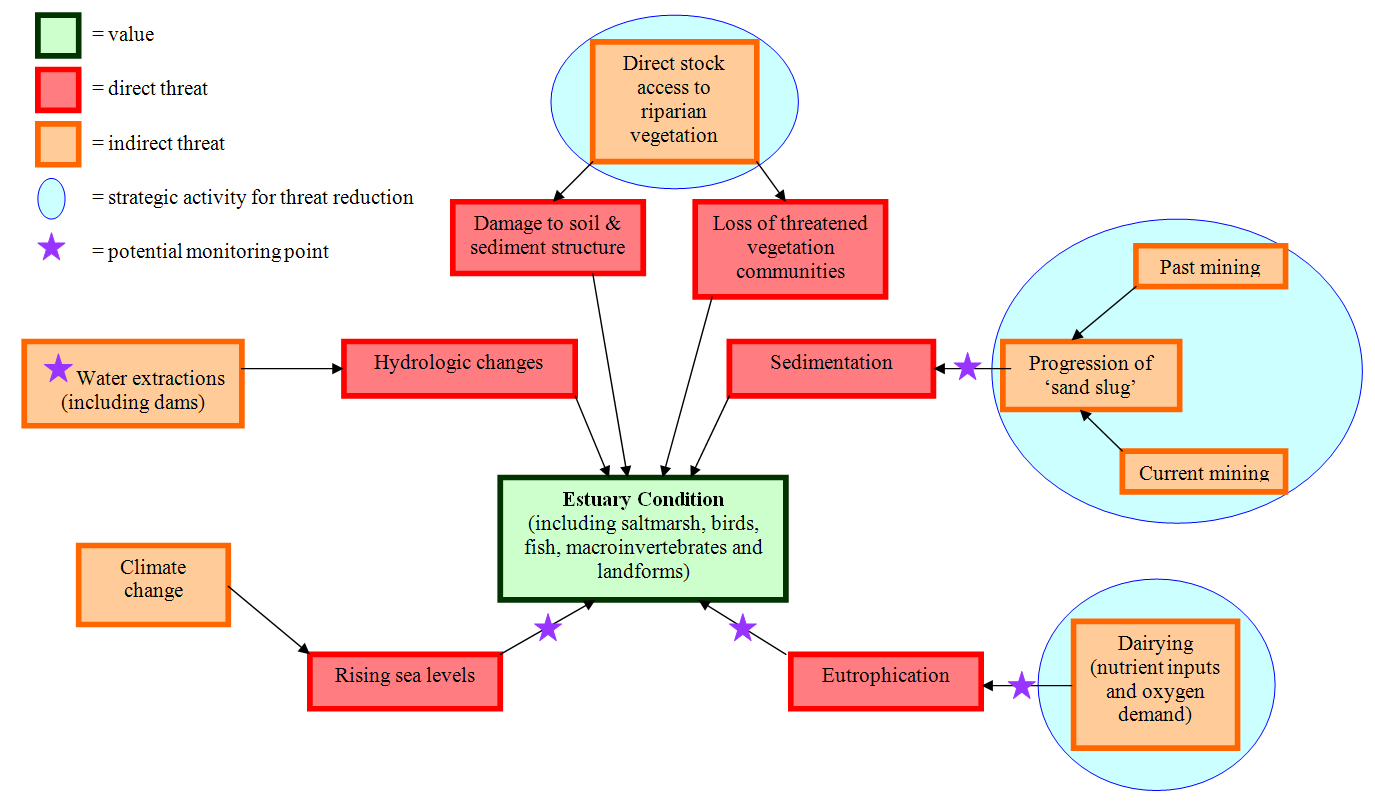 = value
= direct threat
= indirect threat
= strategic activity for threat reduction
= potential monitoring point
Direct stock
access to
riparian
vegetation
Damage to soil &
sediment structure
Loss of threatened
vegetation
communities
Past mining
Water extractions
(including dams)
Hydrologic changes
Sedimentation
Progression of
‘sand slug’
Current mining
Estuary Condition
(including saltmarsh, birds,
fish, macroinvertebrates and
landforms)
Climate
change
Rising sea levels
Eutrophication
Dairying
(nutrient inputs
and oxygen
demand)